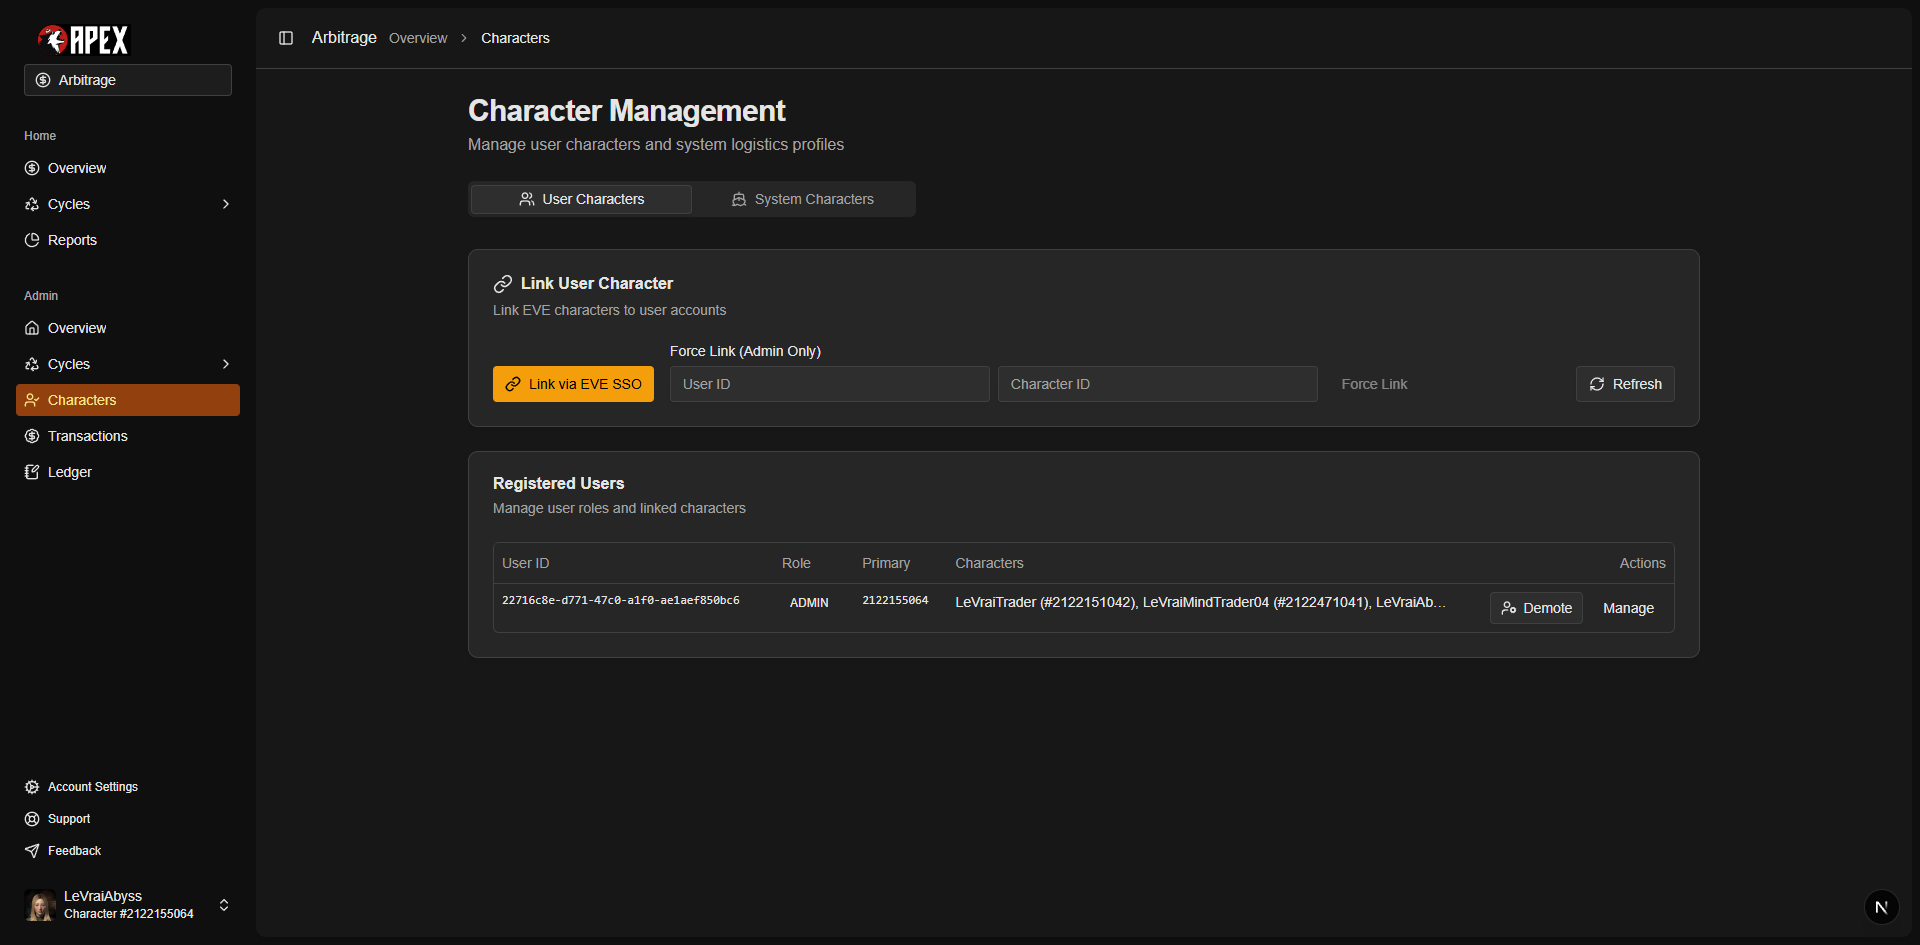 APEX
Arbitrage
Home
Overview
Cycles
Reports
Admin
Overview
Cycles
Characters
Transactions
Ledger
Account Settings
Support
Feedback
LeVraiAbyss
Character #2122155064
Arbitrage Overview > Characters
Character Management
Manage user characters and system logistics profiles
User Characters System Characters
Link User Character
Link EVE characters to user accounts
Force Link (Admin Only)
Link via EVE SSO User ID Character ID Force Link Refresh
Registered Users
Manage user roles and linked characters
User ID Role Primary Characters Actions
22716c8e-d771-47c0-a1f0-ae1aef850bc6 ADMIN 2122155064 LeVraiTrader (#2122151042), LeVraiMindTrader04 (#2122471041), LeVraiAb... Demote Manage
N